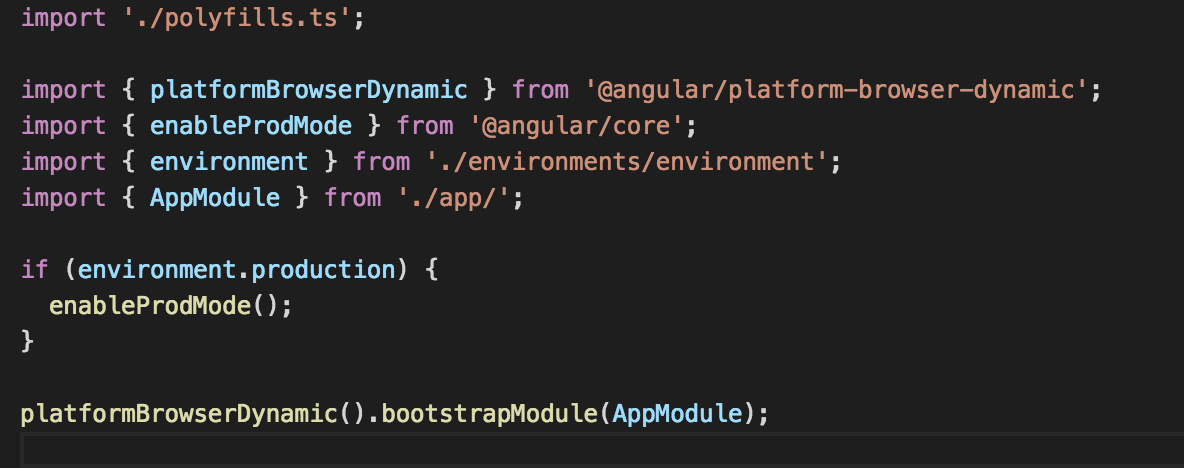 import './polyfills.ts';
import { platformBrowserDynamic } from '@angular/platform-browser-dynamic';
import { enableProdMode } from '@angular/core';
import { environment } from './environments/environment';
import { AppModule } from './app/';
if (environment.production) {
  enableProdMode();
}
platformBrowserDynamic().bootstrapModule(AppModule);